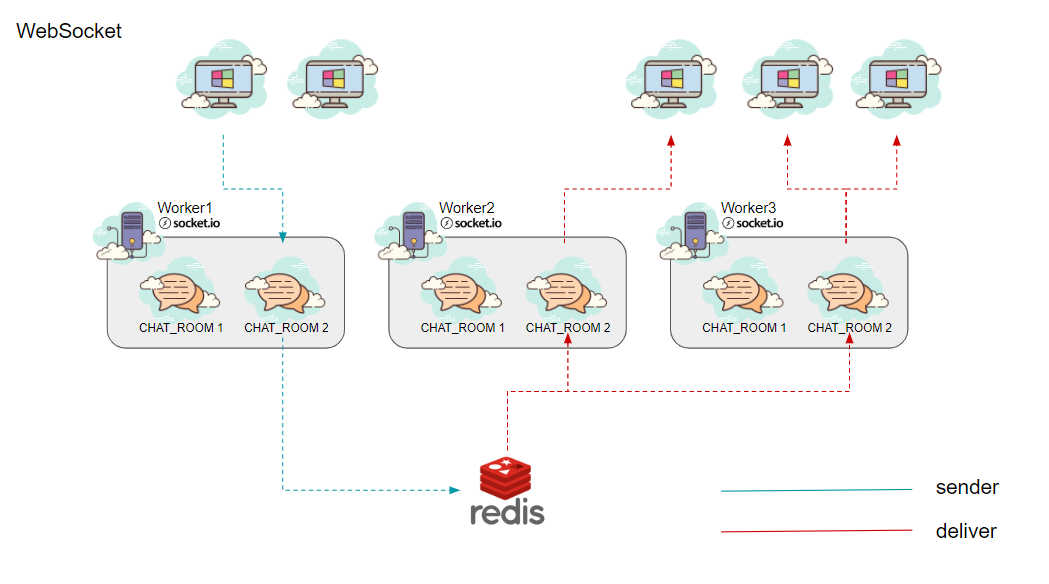 WebSocket
Worker1
socket.io
Worker2
socket.io
Worker3
socket.io
CHAT_ROOM 1
CHAT_ROOM 2
CHAT_ROOM 1
CHAT_ROOM 2
CHAT_ROOM 1
CHAT_ROOM 2
redis
sender
deliver